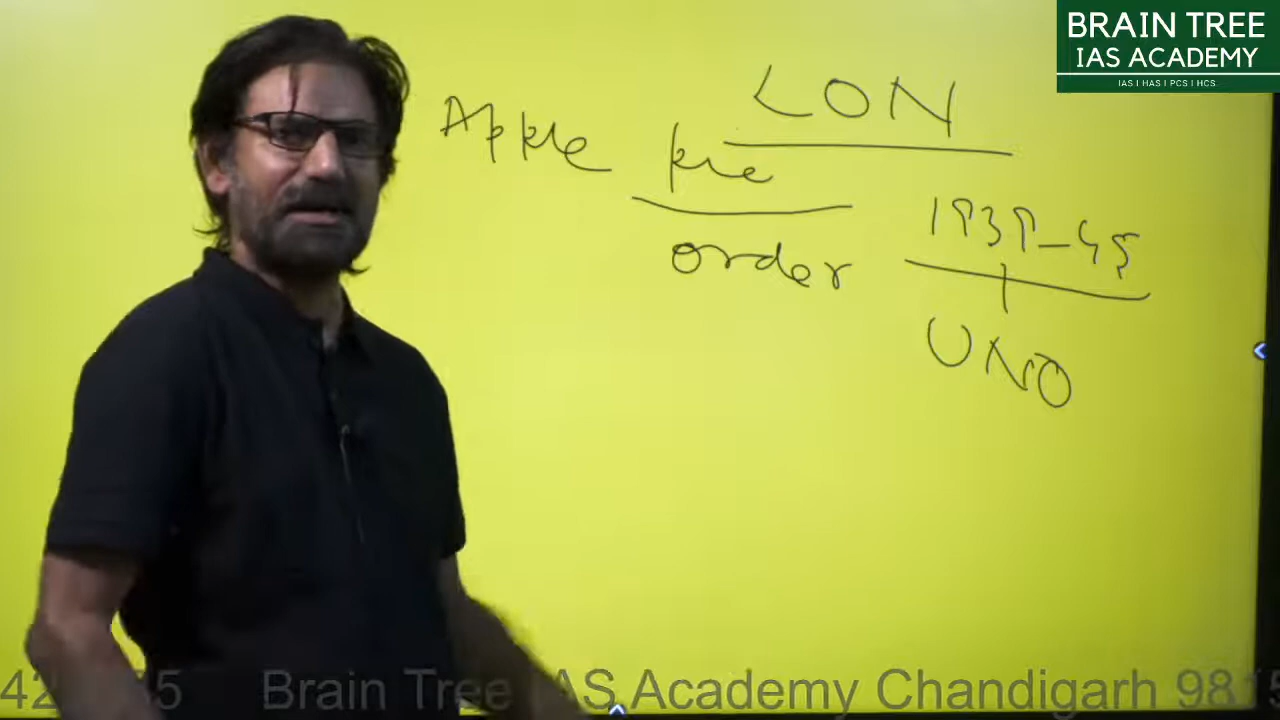 BRAIN TREE
IAS ACADEMY
IAS | HAS | PCS | HCS
LON
Apple pie
order
1939-45
UNO
Brain Tree IAS Academy Chandigarh